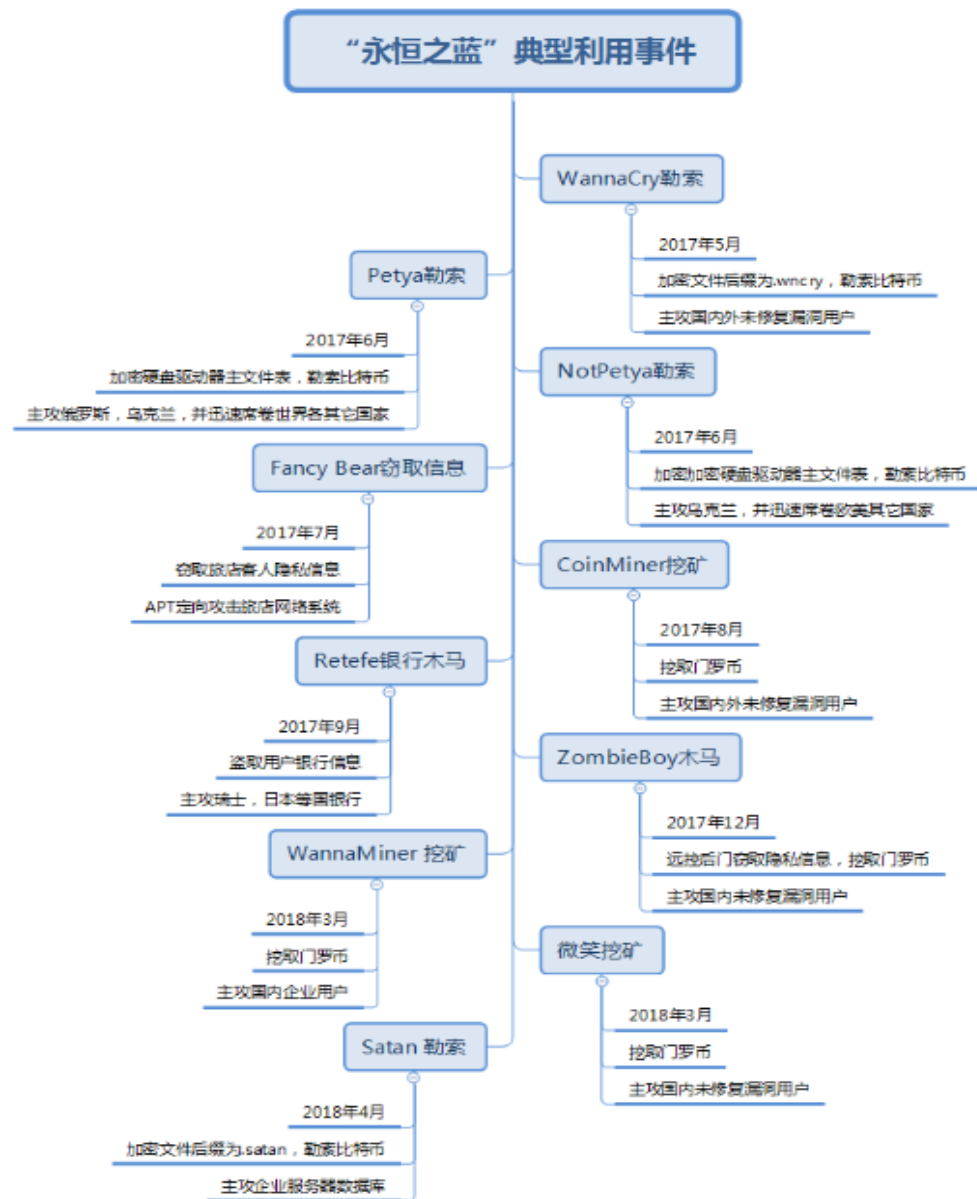 “永恒之蓝”典型利用事件
WannaCry勒索
2017年5月
加密文件后缀为.wncry，勒索比特币
主攻国内外未修复漏洞用户
Petya勒索
2017年6月
加密硬盘驱动器主文件表，勒索比特币
主攻俄罗斯，乌克兰，并迅速席卷世界各其它国家
NotPetya勒索
2017年6月
加密加密硬盘驱动器主文件表，勒索比特币
主攻乌克兰，并迅速席卷欧美其它国家
Fancy Bear窃取信息
2017年7月
窃取旅店客人隐私信息
APT定向攻击旅店网络系统
CoinMiner挖矿
2017年8月
挖取门罗币
主攻国内外未修复漏洞用户
Retefe银行木马
2017年9月
盗取用户银行信息
主攻瑞士，日本等国银行
ZombieBoy木马
2017年12月
远控后门窃取隐私信息，挖取门罗币
主攻国内未修复漏洞用户
WannaMiner 挖矿
2018年3月
挖取门罗币
主攻国内企业用户
微笑挖矿
2018年3月
挖取门罗币
主攻国内未修复漏洞用户
Satan 勒索
2018年4月
加密文件后缀为.satan，勒索比特币
主攻企业服务器数据库